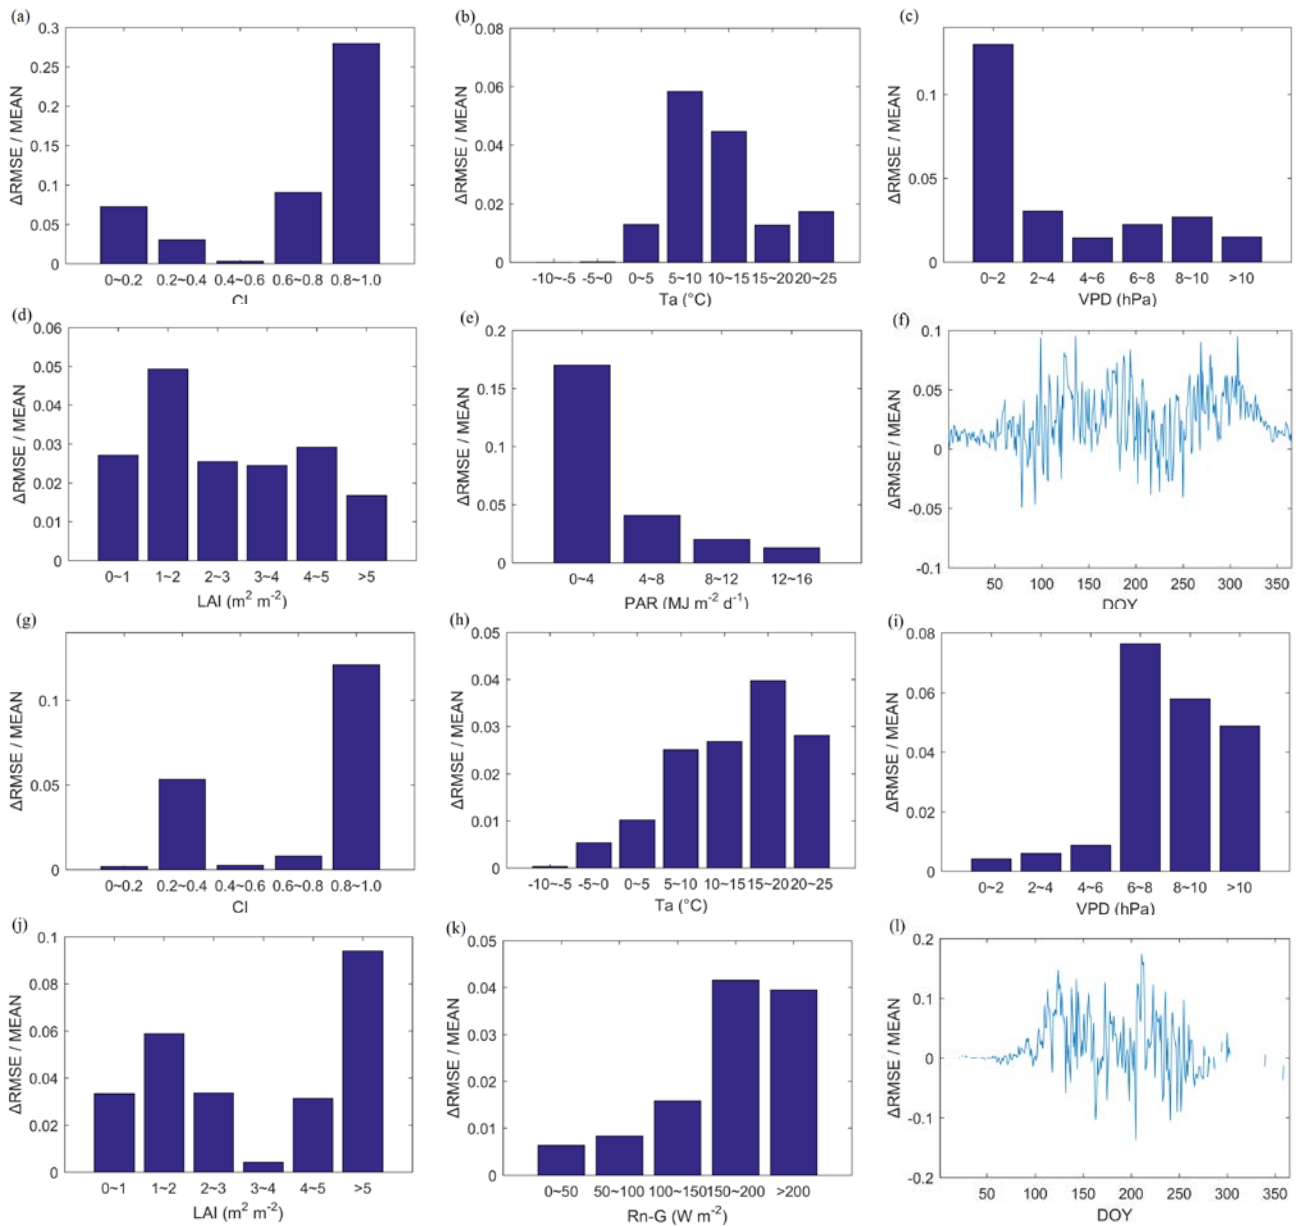 (a)
0.3
0.25
0.2
0.15
0.1
0.05
0
ΔRMSE / MEAN
0~0.2 0.2~0.4 0.4~0.6 0.6~0.8 0.8~1.0
CI
(b)
0.08
0.06
0.04
0.02
0
ΔRMSE / MEAN
-10~-5 -5~0 0~5 5~10 10~15 15~20 20~25
Ta (°C)
(c)
0.1
0.05
0
ΔRMSE / MEAN
0~2 2~4 4~6 6~8 8~10 >10
VPD (hPa)
(d)
0.06
0.05
0.04
0.03
0.02
0.01
0
ΔRMSE / MEAN
0~1 1~2 2~3 3~4 4~5 >5
LAI (m² m⁻²)
(e)
0.2
0.15
0.1
0.05
0
ΔRMSE / MEAN
0~4 4~8 8~12 12~16
PAR (MJ m⁻² d⁻¹)
(f)
0.1
0.05
0
-0.05
-0.1
ΔRMSE / MEAN
50 100 150 200 250 300 350
DOY
(g)
0.1
0.05
0
ΔRMSE / MEAN
0~0.2 0.2~0.4 0.4~0.6 0.6~0.8 0.8~1.0
CI
(h)
0.05
0.04
0.03
0.02
0.01
0
ΔRMSE / MEAN
-10~-5 -5~0 0~5 5~10 10~15 15~20 20~25
Ta (°C)
(i)
0.08
0.06
0.04
0.02
0
ΔRMSE / MEAN
0~2 2~4 4~6 6~8 8~10 >10
VPD (hPa)
(j)
0.1
0.08
0.06
0.04
0.02
0
ΔRMSE / MEAN
0~1 1~2 2~3 3~4 4~5 >5
LAI (m² m⁻²)
(k)
0.05
0.04
0.03
0.02
0.01
0
ΔRMSE / MEAN
0~50 50~100 100~150 150~200 >200
Rn-G (W m⁻²)
(l)
0.2
0.1
0
-0.1
-0.2
ΔRMSE / MEAN
50 100 150 200 250 300 350
DOY